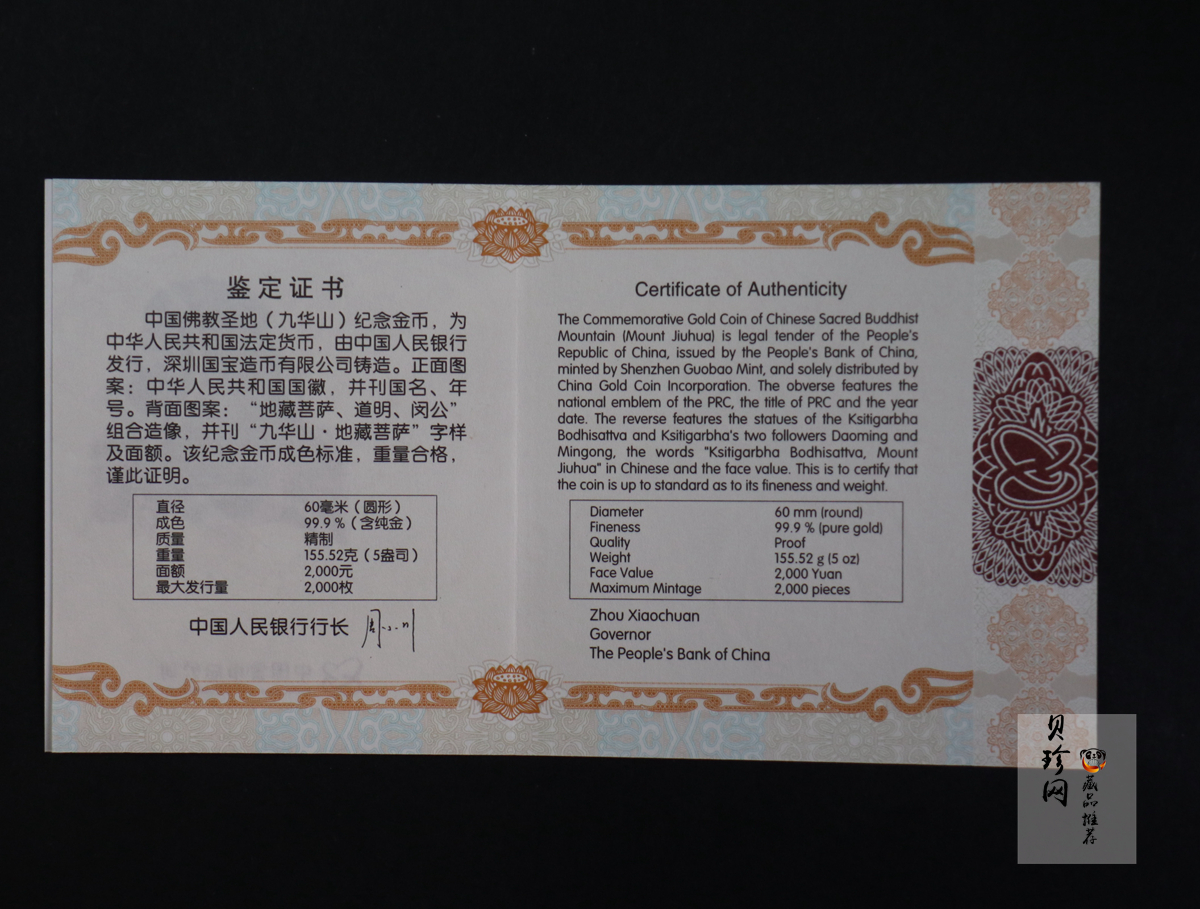 鉴定证书
中国佛教圣地（九华山）纪念金币，为
中华人民共和国法定货币，由中国人民银行
发行，深圳国宝造币有限公司铸造。正面图
案：中华人民共和国国徽，并刊国名、年
号。背面图案：“地藏菩萨、道明、闵公”
组合造像，并刊“九华山·地藏菩萨”字样
及面额。该纪念金币成色标准，重量合格，
谨此证明。
直径 60毫米（圆形）
成色 99.9％（含纯金）
质量 精制
重量 155.52克（5盎司）
面额 2,000元
最大发行量 2,000枚
中国人民银行行长
Certificate of Authenticity
The Commemorative Gold Coin of Chinese Sacred Buddhist
Mountain (Mount Jiuhua) is legal tender of the People's
Republic of China, issued by the People's Bank of China,
minted by Shenzhen Guobao Mint, and solely distributed by
China Gold Coin Incorporation. The obverse features the
national emblem of the PRC, the title of PRC and the year
date. The reverse features the statues of the Ksitigarbha
Bodhisattva and Ksitigarbha's two followers Daoming and
Mingong, the words "Ksitigarbha Bodhisattva, Mount
Jiuhua" in Chinese and the face value. This is to certify that
the coin is up to standard as to its fineness and weight.
Diameter 60 mm (round)
Fineness 99.9 % (pure gold)
Quality Proof
Weight 155.52 g (5 oz)
Face Value 2,000 Yuan
Maximum Mintage 2,000 pieces
Zhou Xiaochuan
Governor
The People's Bank of China
贝珍网
藏品推荐